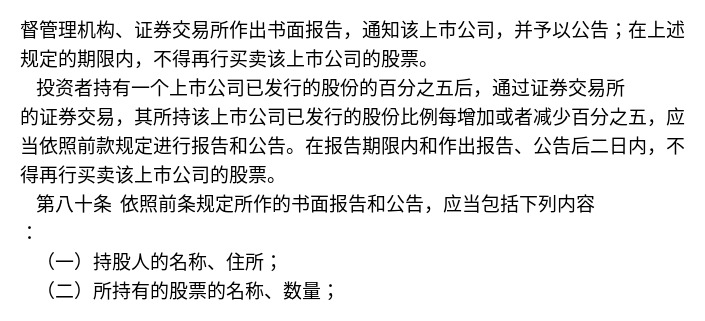 督管理机构、证券交易所作出书面报告，通知该上市公司，并予以公告；在上述
规定的期限内，不得再行买卖该上市公司的股票。
投资者持有一个上市公司已发行的股份的百分之五后，通过证券交易所
的证券交易，其所持该上市公司已发行的股份比例每增加或者减少百分之五，应
当依照前款规定进行报告和公告。在报告期限内和作出报告、公告后二日内，不
得再行买卖该上市公司的股票。
第八十条 依照前条规定所作的书面报告和公告，应当包括下列内容
：
（一）持股人的名称、住所；
（二）所持有的股票的名称、数量；